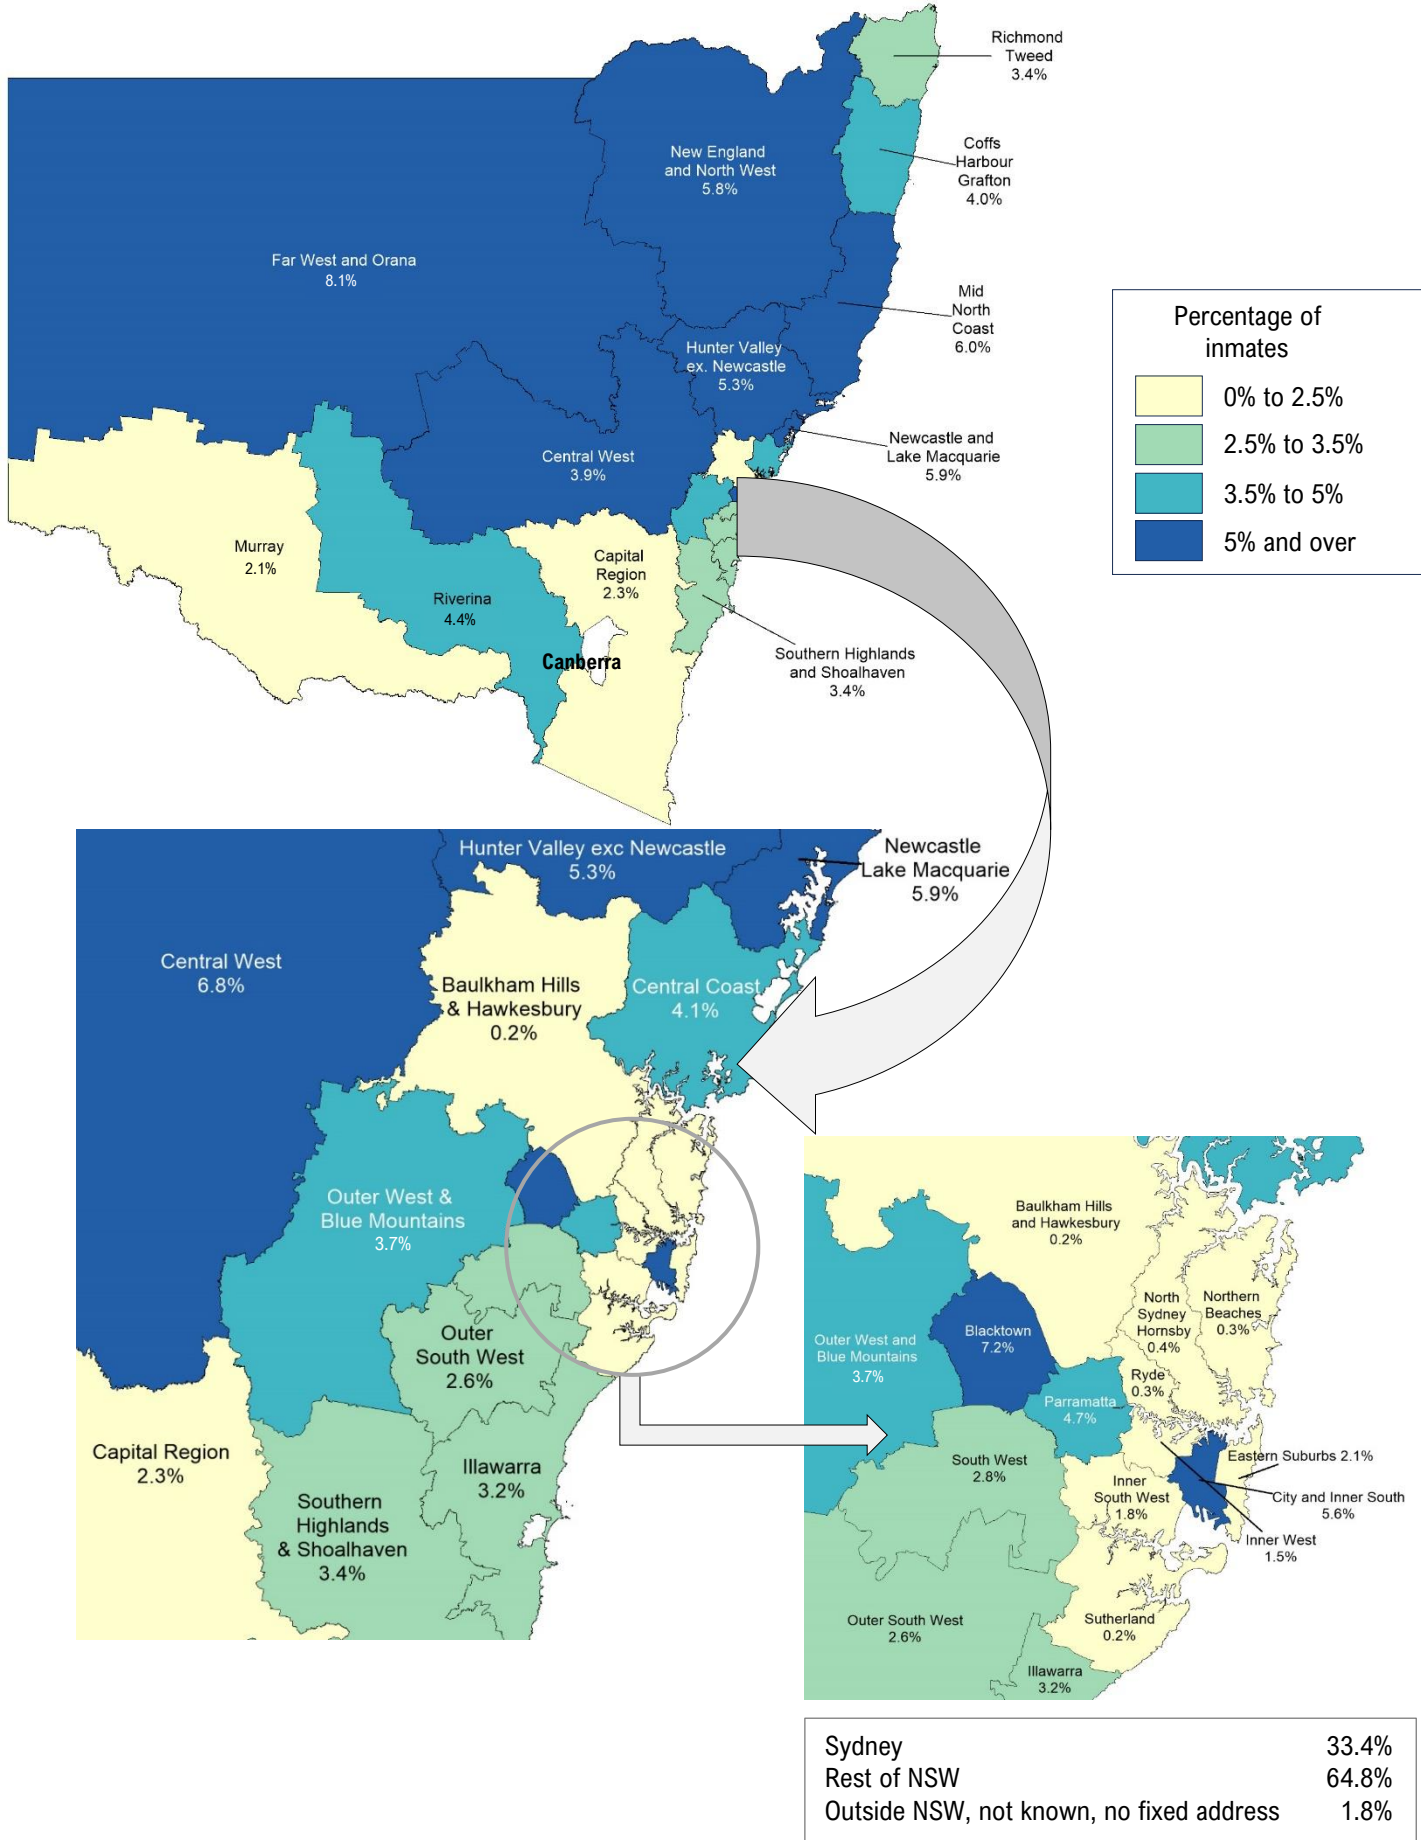 Richmond
Tweed
3.4%
Coffs
Harbour
Grafton
4.0%
New England
and North West
5.8%
Far West and Orana
8.1%
Mid
North
Coast
6.0%
Hunter Valley
ex. Newcastle
5.3%
Newcastle and
Lake Macquarie
5.9%
Central West
3.9%
Murray
2.1%
Capital
Region
2.3%
Riverina
4.4%
Canberra
Southern Highlands
and Shoalhaven
3.4%
Percentage of
inmates
0% to 2.5%
2.5% to 3.5%
3.5% to 5%
5% and over
Hunter Valley exc Newcastle
5.3%
Newcastle
Lake Macquarie
5.9%
Central West
6.8%
Baulkham Hills
& Hawkesbury
0.2%
Central Coast
4.1%
Outer West &
Blue Mountains
3.7%
Outer
South West
2.6%
Capital Region
2.3%
Illawarra
3.2%
Southern
Highlands
& Shoalhaven
3.4%
Baulkham Hills
and Hawkesbury
0.2%
North
Sydney
Hornsby
0.4%
Northern
Beaches
0.3%
Blacktown
7.2%
Outer West and
Blue Mountains
3.7%
Ryde
0.3%
Parramatta
4.7%
South West
2.8%
Eastern Suburbs 2.1%
Inner
South West
1.8%
City and Inner South
5.6%
Inner West
1.5%
Outer South West
2.6%
Sutherland
0.2%
Illawarra
3.2%
Sydney 33.4%
Rest of NSW 64.8%
Outside NSW, not known, no fixed address 1.8%